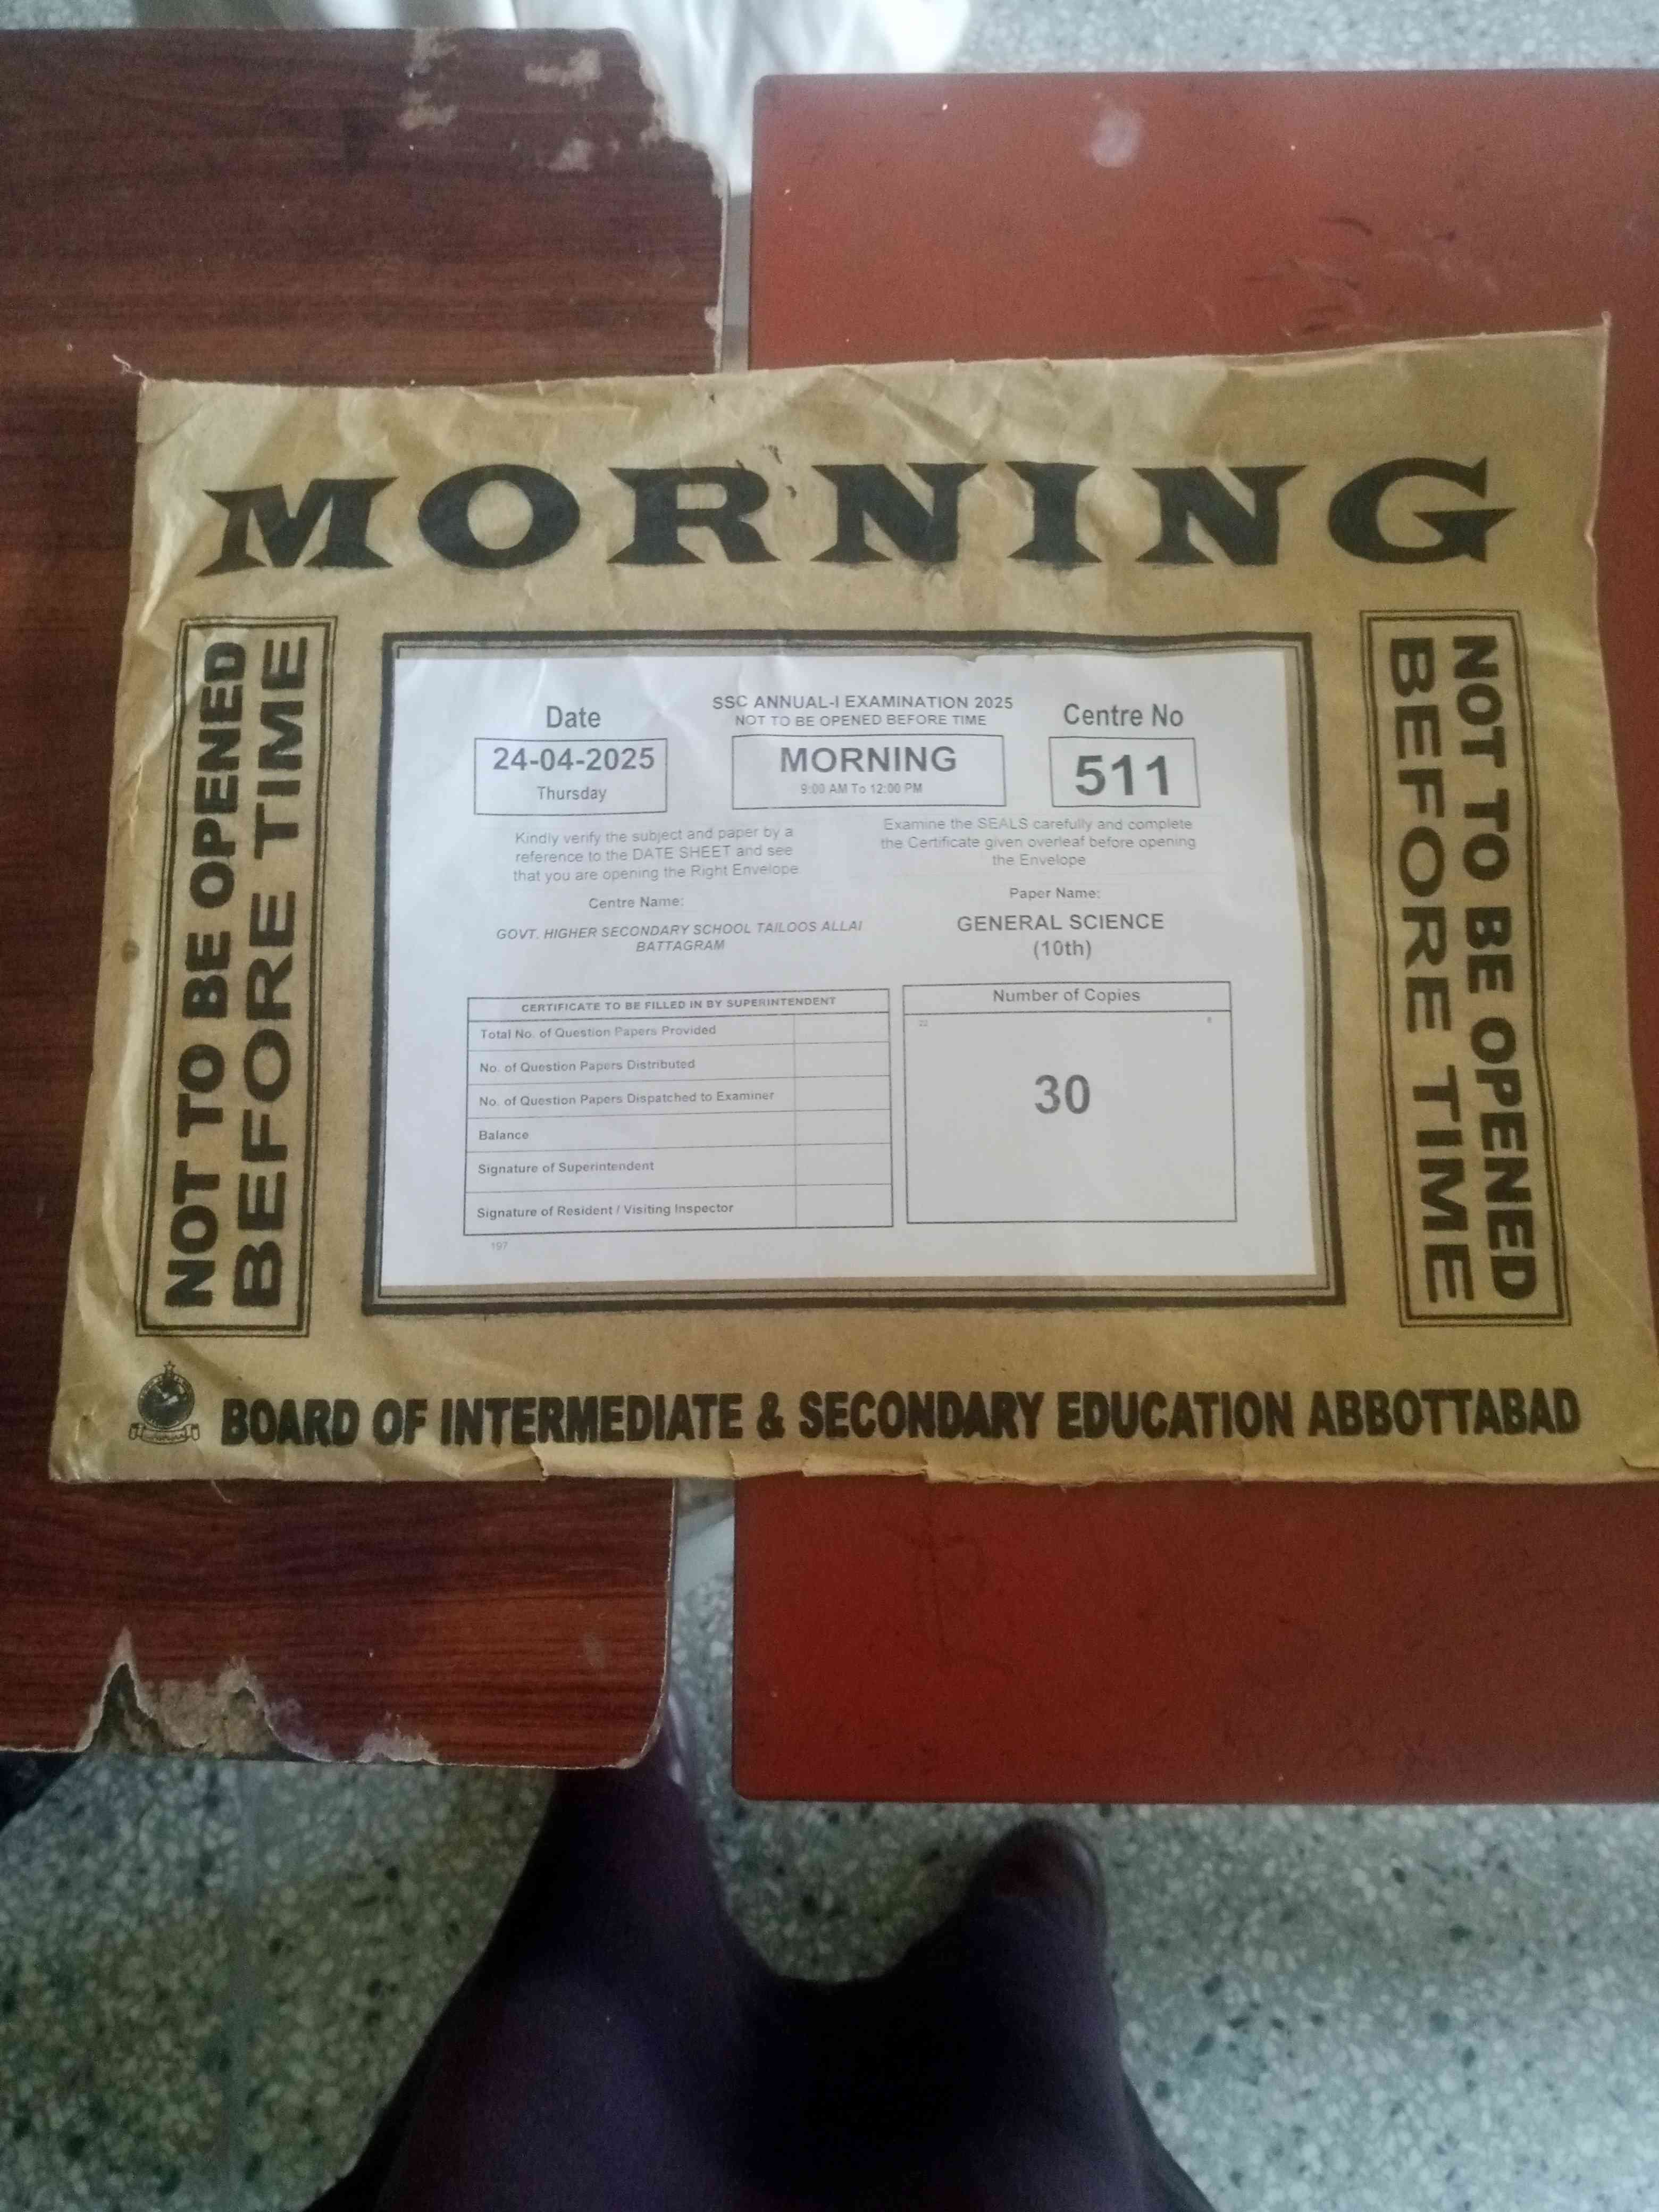 MORNING
NOT TO BE OPENED
BEFORE TIME
SSC ANNUAL-I EXAMINATION 2025
NOT TO BE OPENED BEFORE TIME
Date
24-04-2025
Thursday
MORNING
9:00 AM To 12:00 PM
Centre No
511
Kindly verify the subject and paper by a
reference to the DATE SHEET and see
that you are opening the Right Envelope
Examine the SEALS carefully and complete
the Certificate given overleaf before opening
the Envelope
Centre Name:
GOVT. HIGHER SECONDARY SCHOOL TAILOOS ALLAI
BATTAGRAM
Paper Name:
GENERAL SCIENCE
(10th)
CERTIFICATE TO BE FILLED IN BY SUPERINTENDENT
Total No. of Question Papers Provided
No. of Question Papers Distributed
No. of Question Papers Dispatched to Examiner
Balance
Signature of Superintendent
Signature of Resident / Visiting Inspector
197
Number of Copies
22
30
NOT TO BE OPENED
BEFORE TIME
BOARD OF INTERMEDIATE & SECONDARY EDUCATION ABBOTTABAD